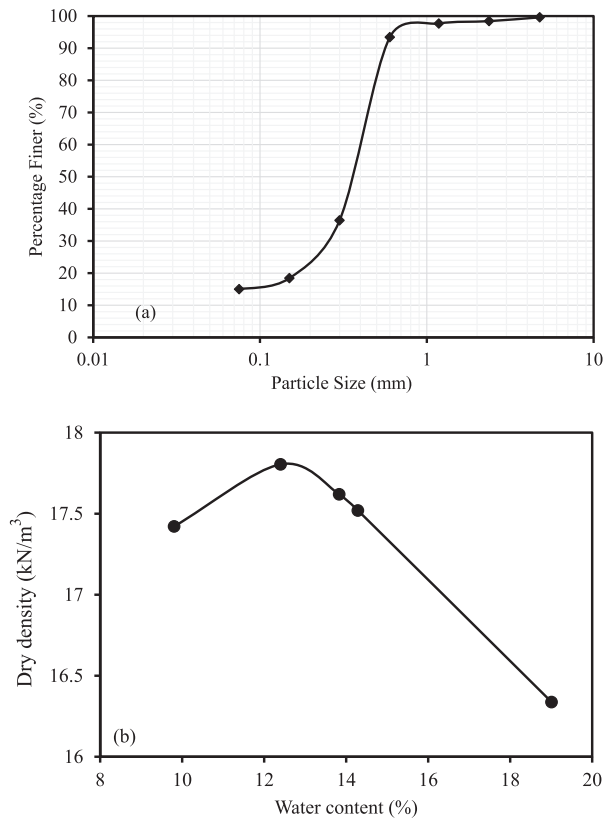 100
90
80
70
60
50
40
30
20
10
0
Percentage Finer (%)
(a)
0.01 0.1 1 10
Particle Size (mm)
18
17.5
17
16.5
16
Dry density (kN/m³)
(b)
8 10 12 14 16 18 20
Water content (%)